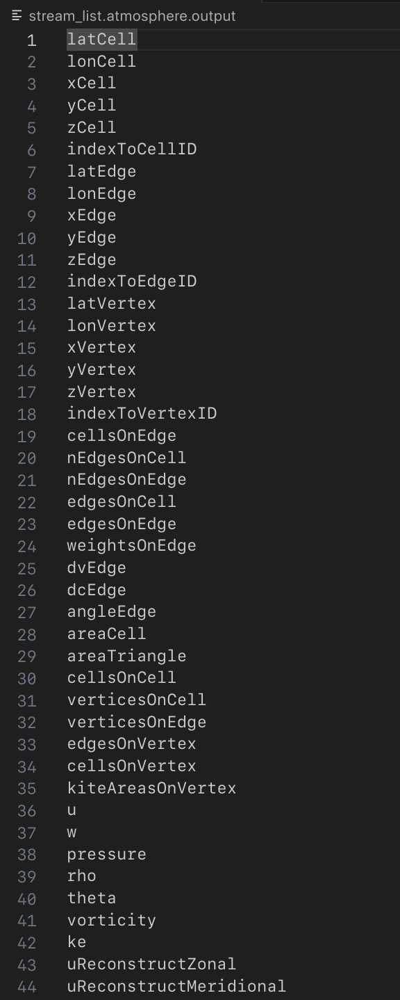 stream_list.atmosphere.output
1 latCell
2 lonCell
3 xCell
4 yCell
5 zCell
6 indexToCellID
7 latEdge
8 lonEdge
9 xEdge
10 yEdge
11 zEdge
12 indexToEdgeID
13 latVertex
14 lonVertex
15 xVertex
16 yVertex
17 zVertex
18 indexToVertexID
19 cellsOnEdge
20 nEdgesOnCell
21 nEdgesOnEdge
22 edgesOnCell
23 edgesOnEdge
24 weightsOnEdge
25 dvEdge
26 dcEdge
27 angleEdge
28 areaCell
29 areaTriangle
30 cellsOnCell
31 verticesOnCell
32 verticesOnEdge
33 edgesOnVertex
34 cellsOnVertex
35 kiteAreasOnVertex
36 u
37 w
38 pressure
39 rho
40 theta
41 vorticity
42 ke
43 uReconstructZonal
44 uReconstructMeridional